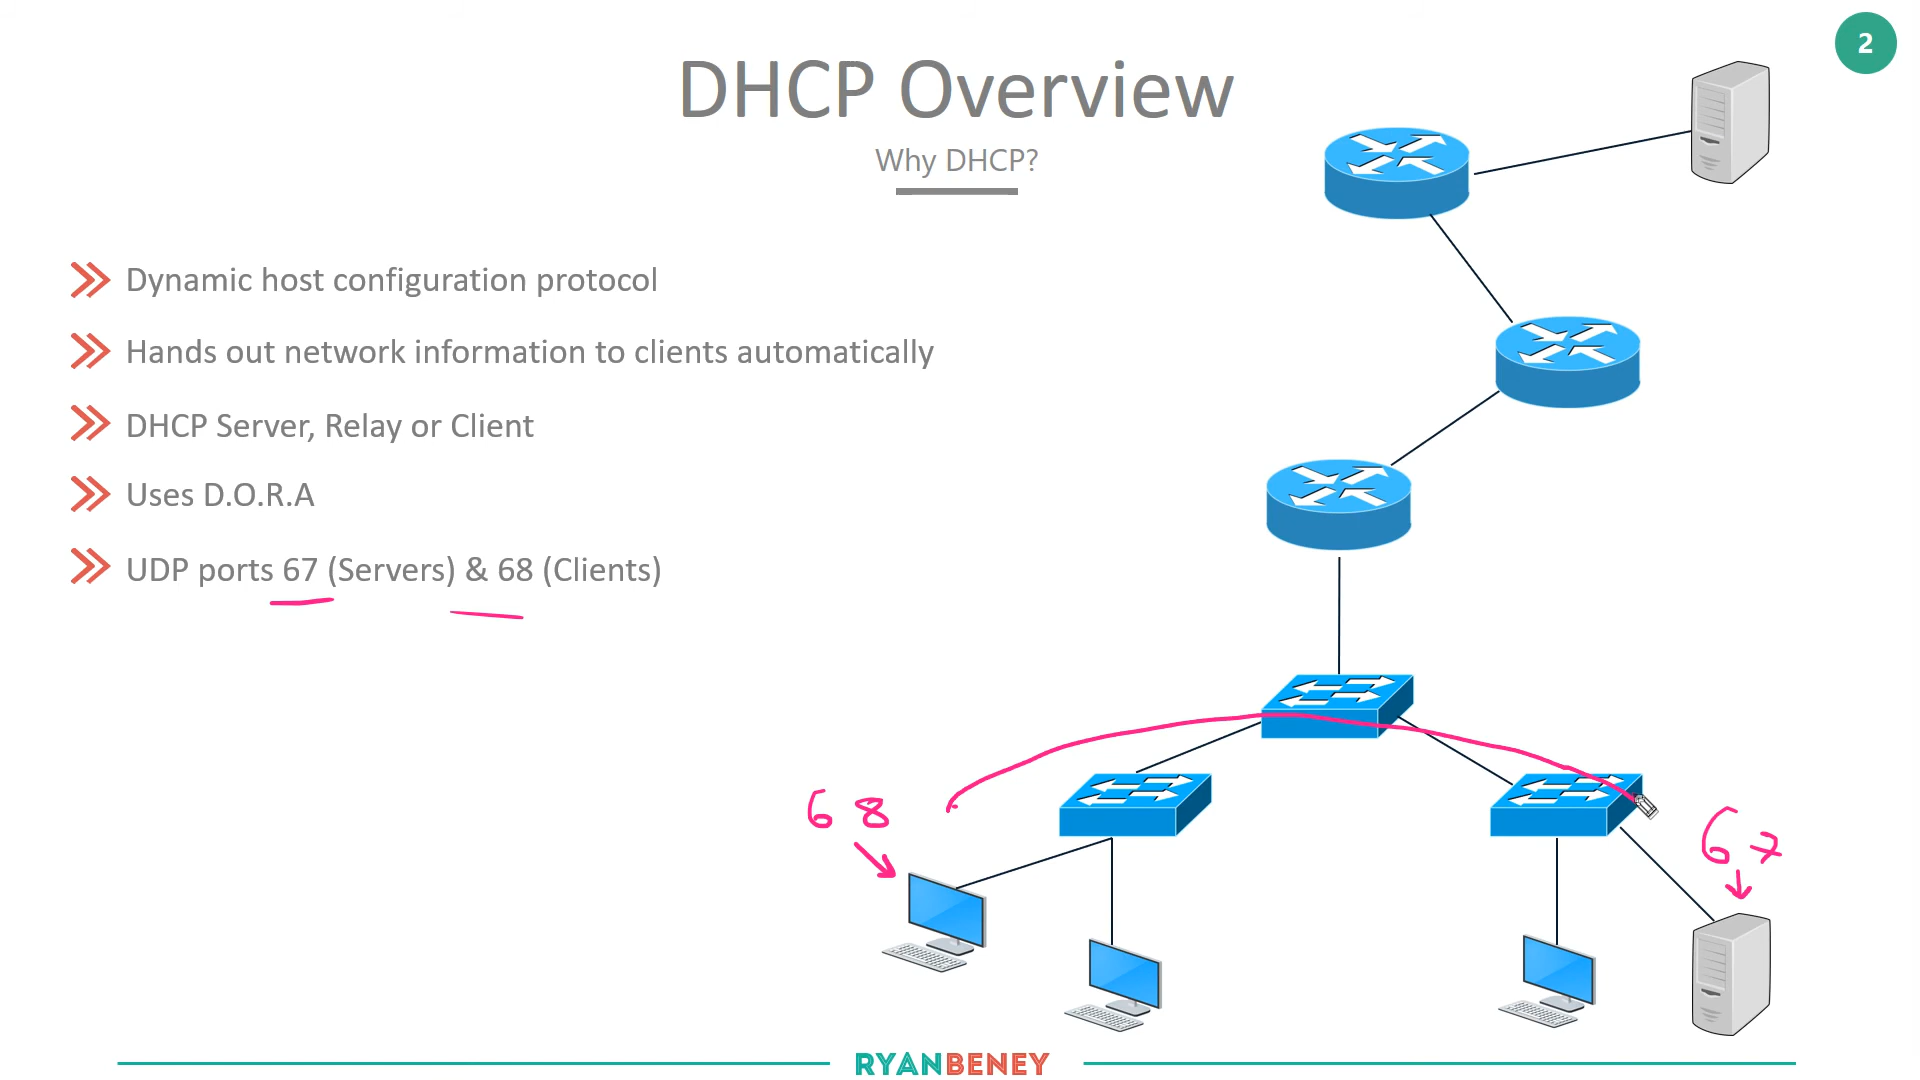 2
DHCP Overview
Why DHCP?
Dynamic host configuration protocol
Hands out network information to clients automatically
DHCP Server, Relay or Client
Uses D.O.R.A
UDP ports 67 (Servers) & 68 (Clients)
68
67
RYANBENEY